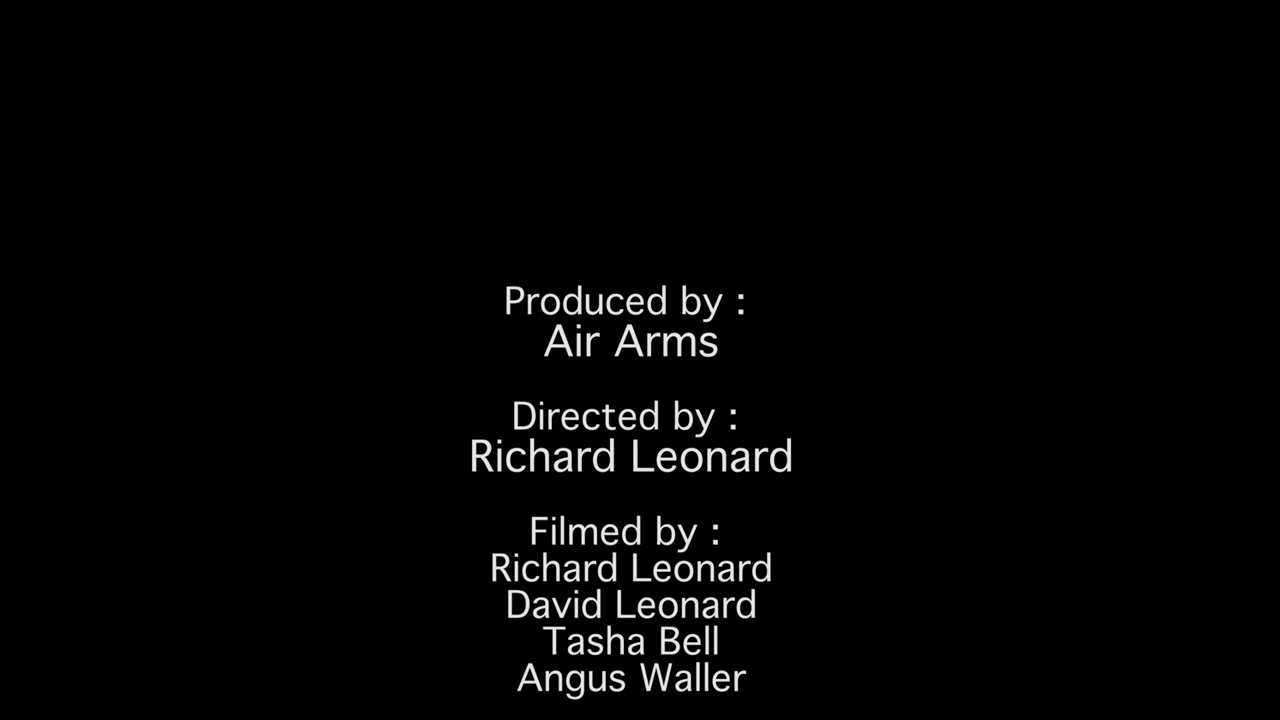 Produced by :
Air Arms
Directed by :
Richard Leonard
Filmed by :
Richard Leonard
David Leonard
Tasha Bell
Angus Waller